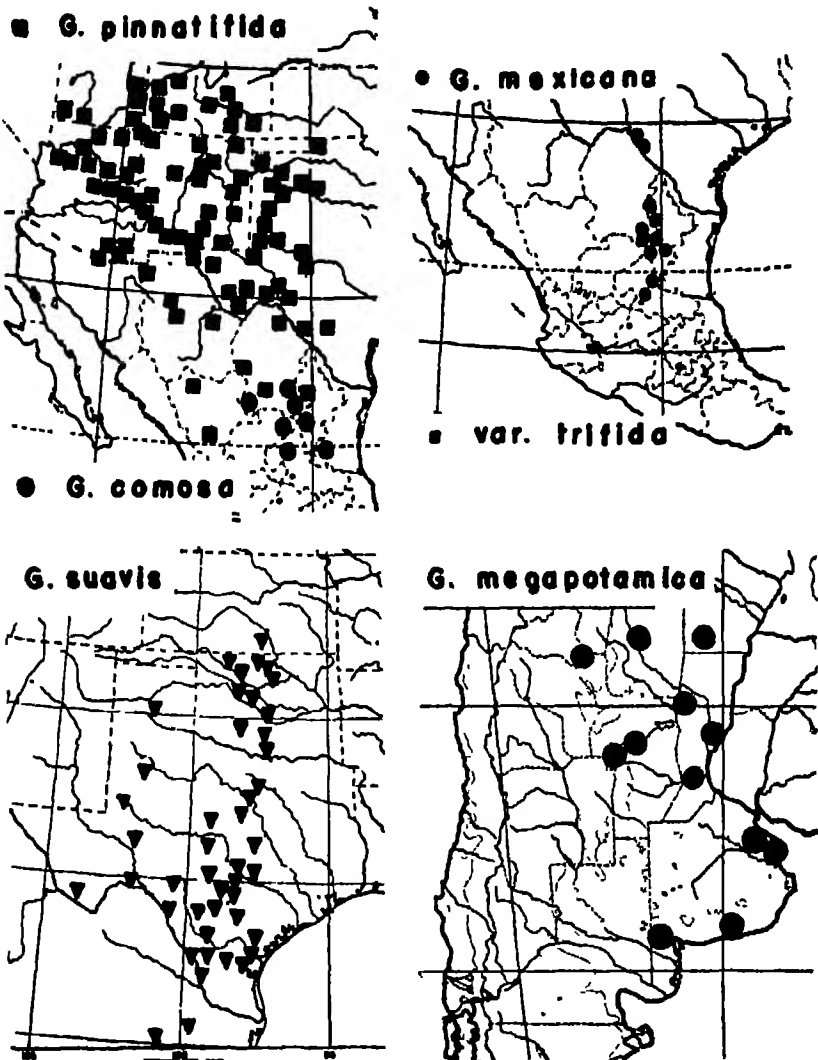 G. pinnatifida
G. mexicana
var. trifida
G. comosa
G. suavis
G. megapotamica